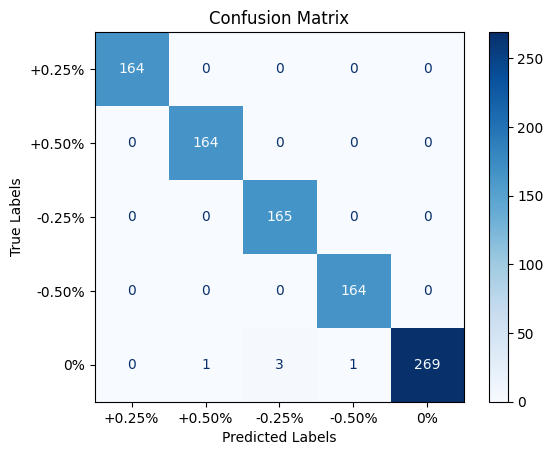 Confusion Matrix
True Labels
+0.25% 164 0 0 0 0
+0.50% 0 164 0 0 0
-0.25% 0 0 165 0 0
-0.50% 0 0 0 164 0
0% 0 1 3 1 269
+0.25% +0.50% -0.25% -0.50% 0%
Predicted Labels
250
200
150
100
50
0